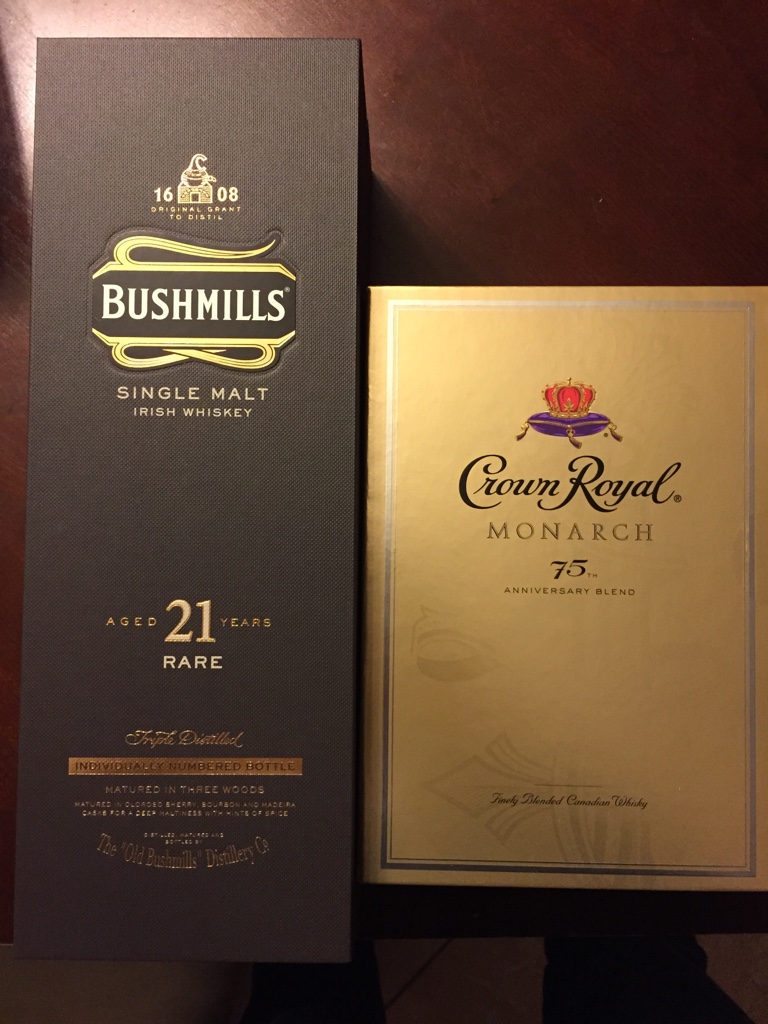 16 08
ORIGINAL GRANT
TO DISTIL
BUSHMILLS®
SINGLE MALT
IRISH WHISKEY
AGED 21 YEARS
RARE
Triple Distilled
INDIVIDUALLY NUMBERED BOTTLE
MATURED IN THREE WOODS
MATURED IN OLOROSO SHERRY, BOURBON AND MADEIRA
CASKS FOR A DEEP MALTINESS WITH HINTS OF SPICE
DISTILLED, MATURED AND
BOTTLED BY
The "Old Bushmills" Distillery Co
Crown Royal®
MONARCH
75TH
ANNIVERSARY BLEND
Finely Blended Canadian Whisky